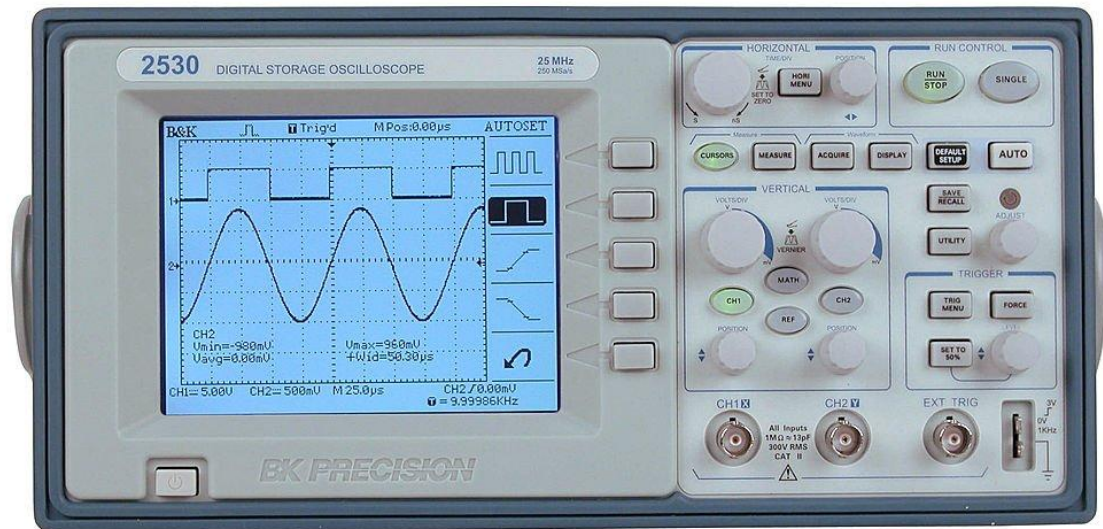 2530 DIGITAL STORAGE OSCILLOSCOPE
25 MHz
250 MSa/s
B&K
T Trig'd
M Pos:0.00µs
AUTOSET
1
2
CH2
Vmin=-980mV
Vmax=960mV
Vavg=0.00mV
+Wid=50.30µs
CH1 5.00V
CH2 500mV
M 25.0µs
CH2 / 0.00mV
T = 9.99986KHz
BK PRECISION
HORIZONTAL
TIME/DIV
POSITION
SET TO
ZERO
HORI
MENU
S
nS
RUN CONTROL
RUN
STOP
SINGLE
Measure
Waveform
CURSORS
MEASURE
ACQUIRE
DISPLAY
DEFAULT
SETUP
AUTO
VERTICAL
VOLTS/DIV
VOLTS/DIV
V
V
mV
mV
VERNIER
MATH
CH1
CH2
REF
POSITION
POSITION
SAVE
RECALL
ADJUST
UTILITY
TRIGGER
TRIG
MENU
FORCE
LEVEL
SET TO
50%
CH1 X
CH2 Y
EXT TRIG
All Inputs
1MΩ ≈ 13pF
300V RMS
CAT II
3V
0V
1KHz